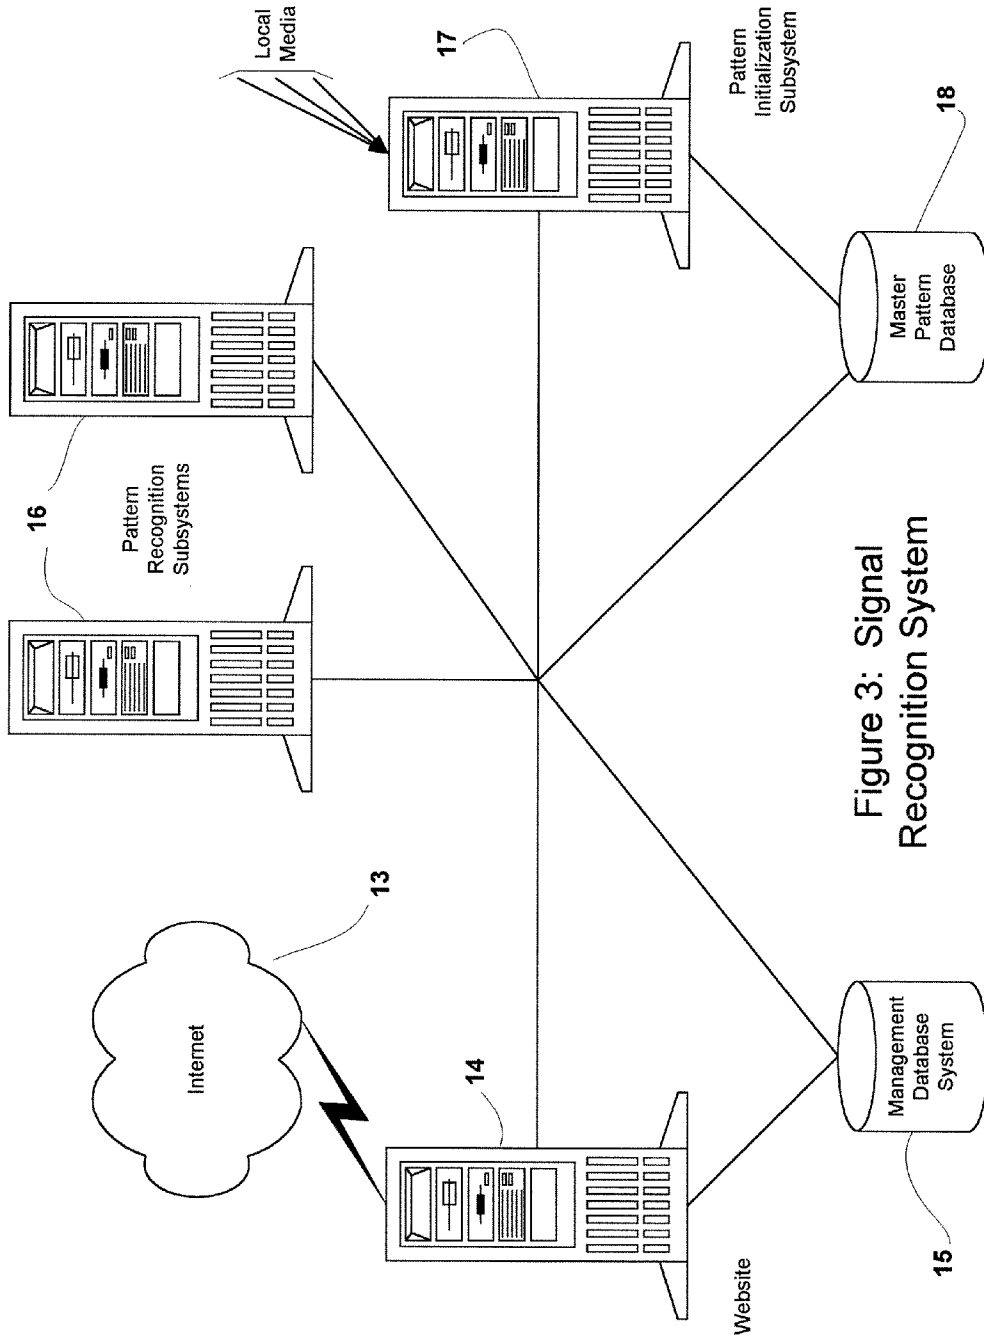 Internet
13
16
Pattern
Recognition
Subsystems
Local
Media
14
17
Website
Pattern
Initialization
Subsystem
Management
Database
System
15
Master
Pattern
Database
18
Figure 3: Signal
Recognition System